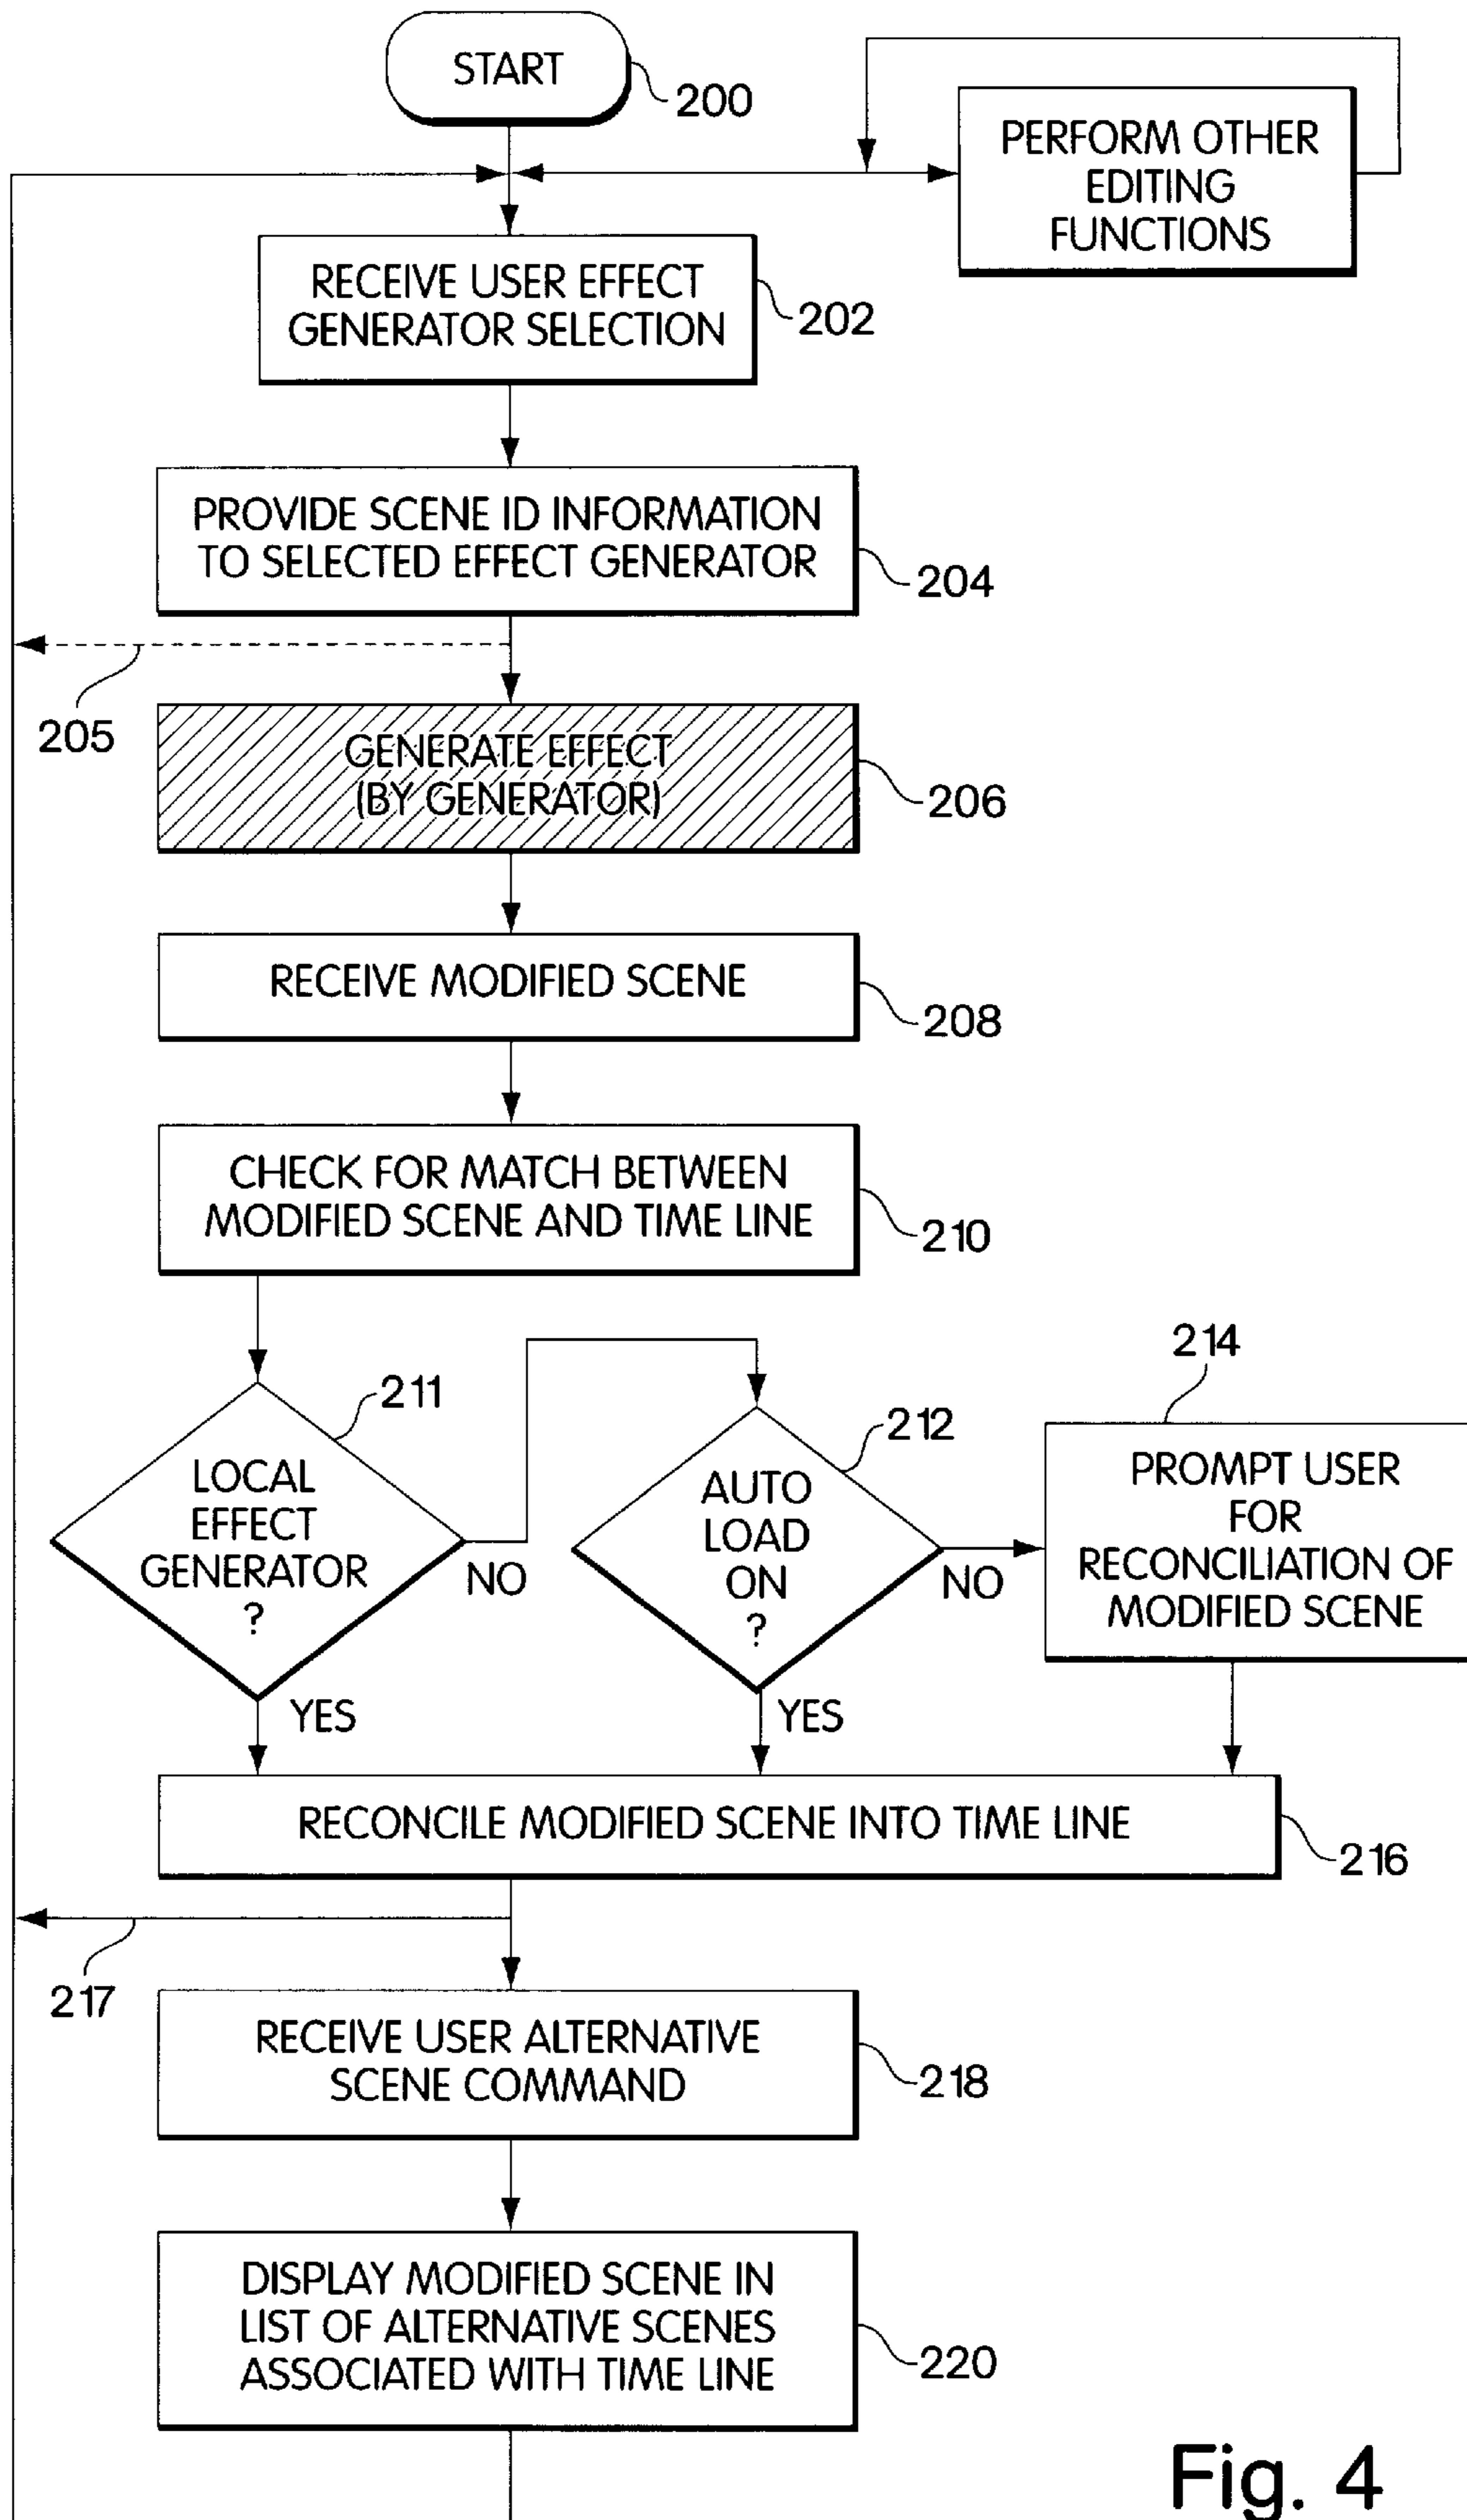 START
200
PERFORM OTHER
EDITING
FUNCTIONS
RECEIVE USER EFFECT
GENERATOR SELECTION
202
PROVIDE SCENE ID INFORMATION
TO SELECTED EFFECT GENERATOR
204
205
GENERATE EFFECT
(BY GENERATOR)
206
RECEIVE MODIFIED SCENE
208
CHECK FOR MATCH BETWEEN
MODIFIED SCENE AND TIME LINE
210
211
LOCAL
EFFECT
GENERATOR
?
NO
YES
212
AUTO
LOAD
ON
?
NO
YES
214
PROMPT USER
FOR
RECONCILIATION OF
MODIFIED SCENE
RECONCILE MODIFIED SCENE INTO TIME LINE
216
217
RECEIVE USER ALTERNATIVE
SCENE COMMAND
218
DISPLAY MODIFIED SCENE IN
LIST OF ALTERNATIVE SCENES
ASSOCIATED WITH TIME LINE
220
Fig. 4